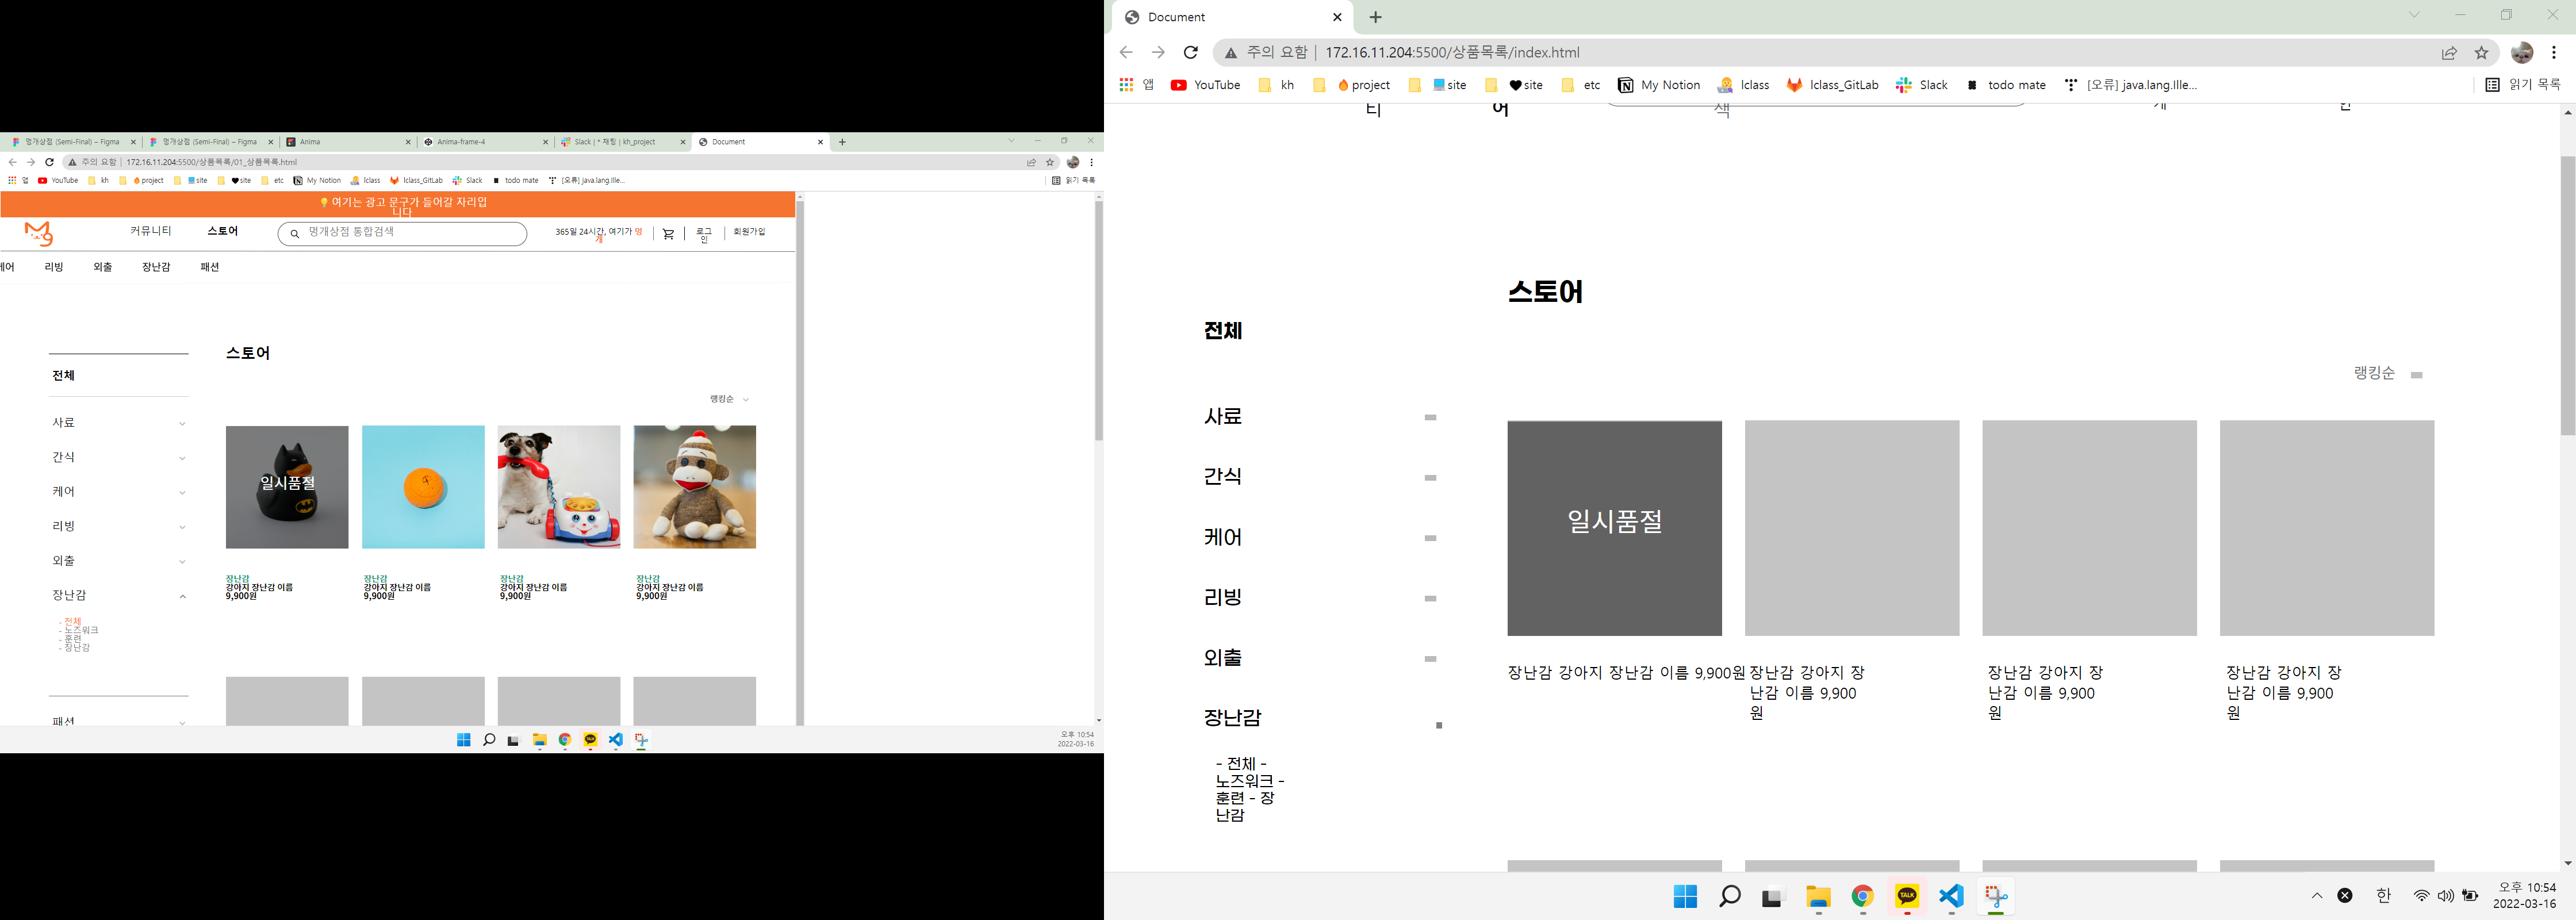 멍개상점 (Semi-Final) – Figma
멍개상점 (Semi-Final) – Figma
Anima
Anima-frame-4
Slack | * 채팅 | kh_project
Document
주의 요함 | 172.16.11.204:5500/상품목록/01_상품목록.html
앱
YouTube
kh
project
site
site
etc
My Notion
lclass
lclass_GitLab
Slack
todo mate
[오류] java.lang.Ille...
읽기 목록
여기는 광고 문구가 들어갈 자리입
니다
커뮤니티
스토어
멍개상점 통합검색
365일 24시간, 여기가 멍
개
로그
인
회원가입
케어
리빙
외출
장난감
패션
스토어
전체
랭킹순
사료
간식
케어
리빙
외출
장난감
- 전체
- 노즈워크
- 훈련
- 장난감
패션
일시품절
장난감
강아지 장난감 이름
9,900원
장난감
강아지 장난감 이름
9,900원
장난감
강아지 장난감 이름
9,900원
장난감
강아지 장난감 이름
9,900원
TALK
오후 10:54
2022-03-16
Document
주의 요함 | 172.16.11.204:5500/상품목록/index.html
앱
YouTube
kh
project
site
site
etc
My Notion
lclass
lclass_GitLab
Slack
todo mate
[오류] java.lang.Ille...
읽기 목록
티
어
색
개
인
스토어
전체
랭킹순
사료
간식
케어
리빙
외출
장난감
- 전체 -
노즈워크 -
훈련 - 장
난감
일시품절
장난감 강아지 장난감 이름 9,900원
장난감 강아지 장
난감 이름 9,900
원
장난감 강아지 장
난감 이름 9,900
원
장난감 강아지 장
난감 이름 9,900
원
TALK
한
오후 10:54
2022-03-16